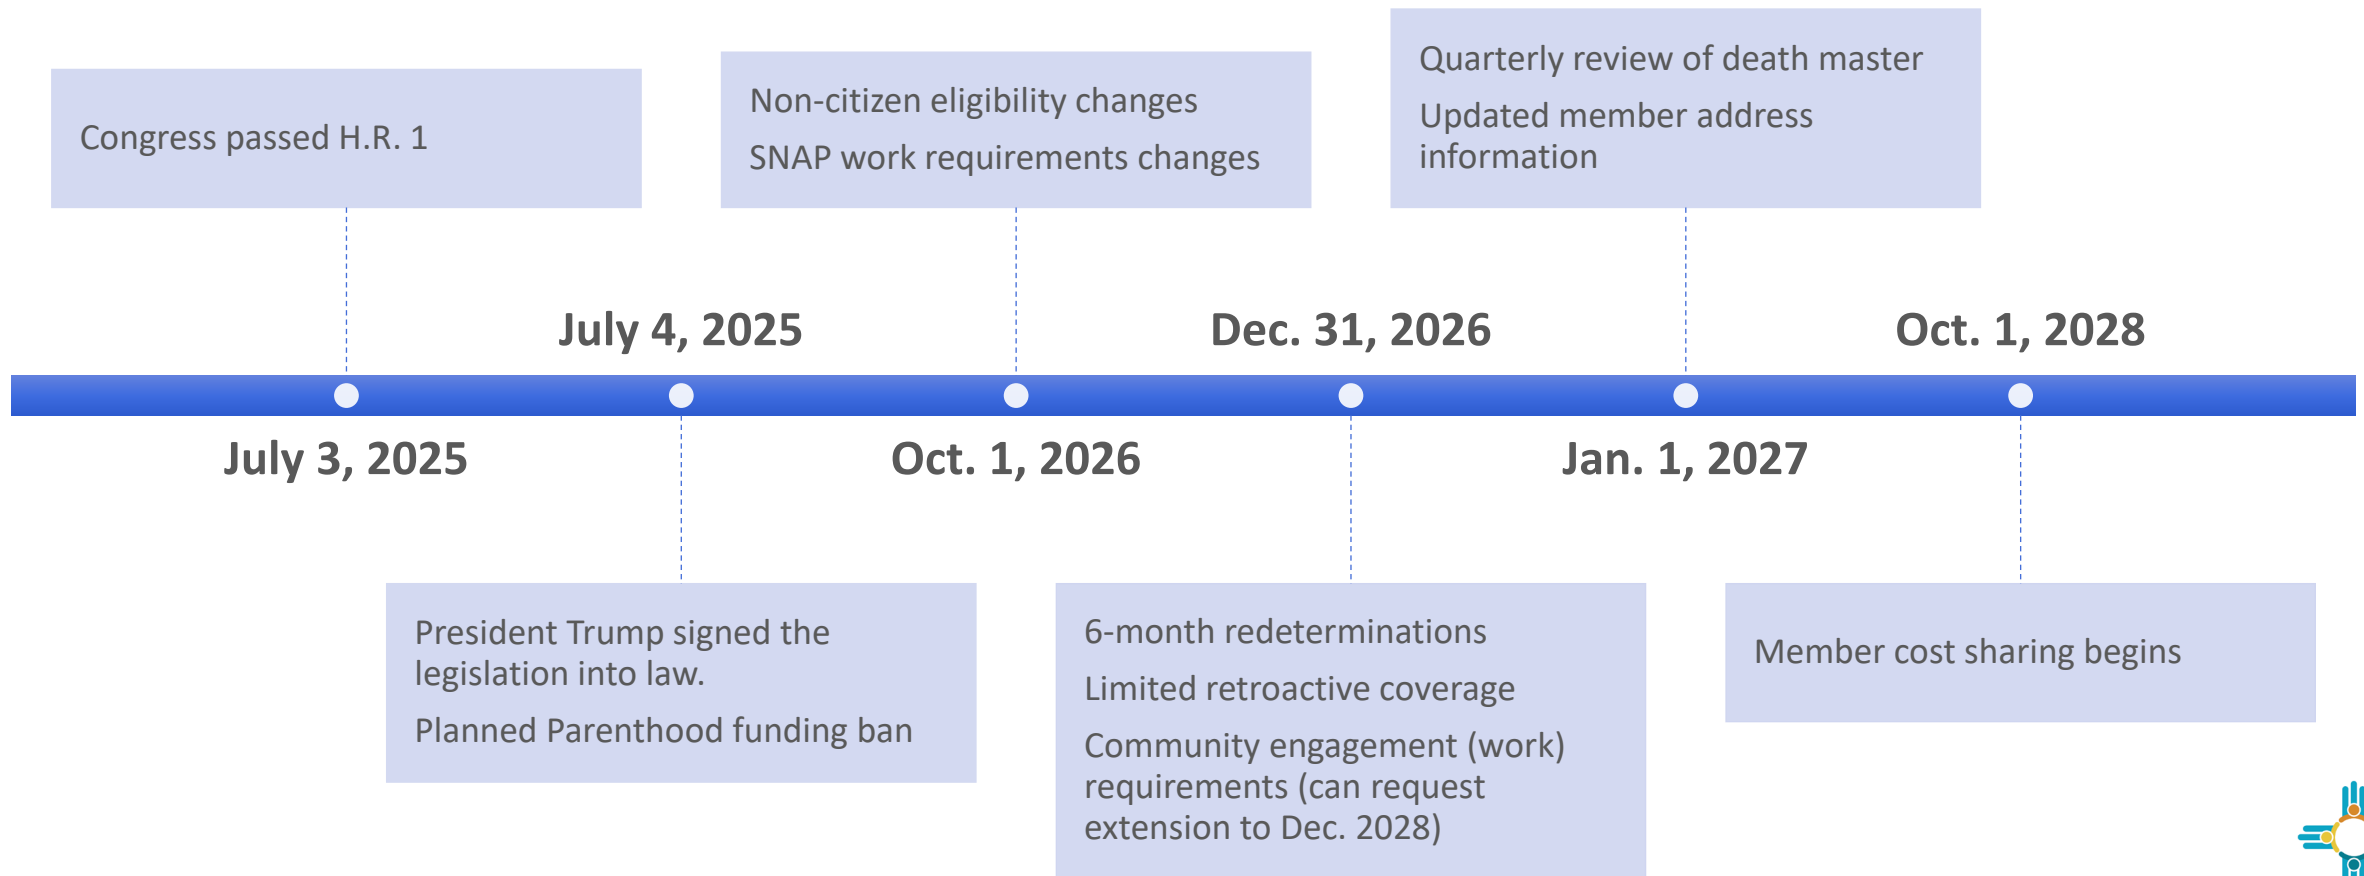 Congress passed H.R. 1
July 3, 2025
July 4, 2025
President Trump signed the
legislation into law.
Planned Parenthood funding ban
Non-citizen eligibility changes
SNAP work requirements changes
Oct. 1, 2026
Dec. 31, 2026
6-month redeterminations
Limited retroactive coverage
Community engagement (work)
requirements (can request
extension to Dec. 2028)
Quarterly review of death master
Updated member address
information
Jan. 1, 2027
Oct. 1, 2028
Member cost sharing begins